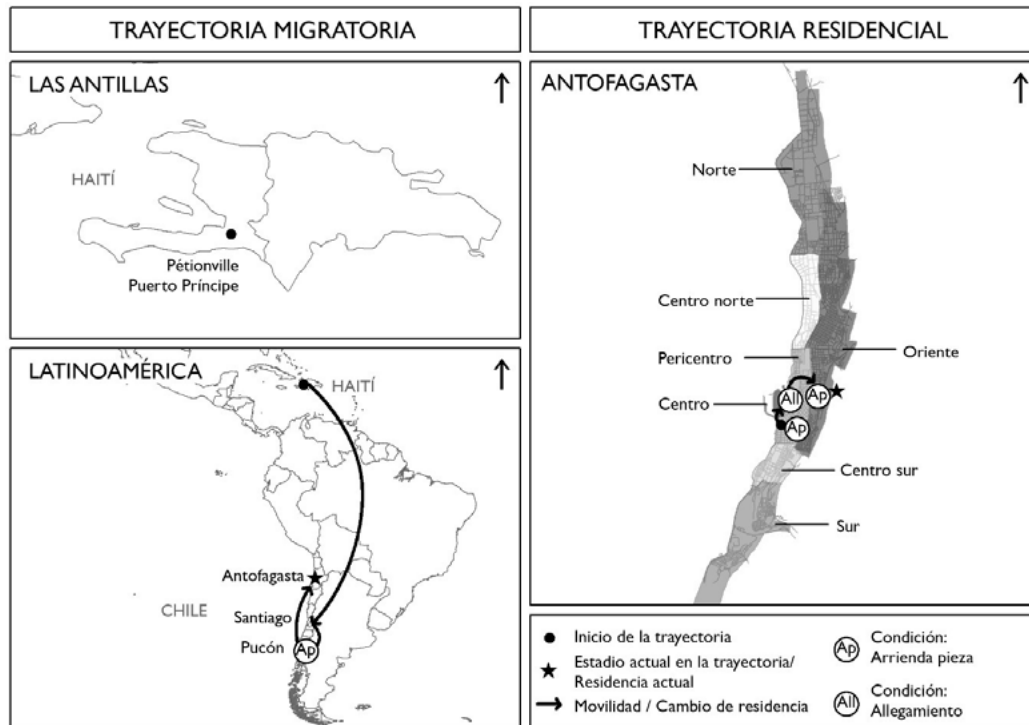 TRAYECTORIA MIGRATORIA
LAS ANTILLAS
HAITÍ
Pétionville
Puerto Príncipe
LATINOAMÉRICA
HAITÍ
Antofagasta
CHILE
Santiago
Pucón
Ap
TRAYECTORIA RESIDENCIAL
ANTOFAGASTA
Norte
Centro norte
Pericentro
Oriente
Centro
All
Ap
Ap
Centro sur
Sur
Inicio de la trayectoria
Estadio actual en la trayectoria/
Residencia actual
Movilidad / Cambio de residencia
Ap
Condición:
Arrienda pieza
All
Condición:
Allegamiento